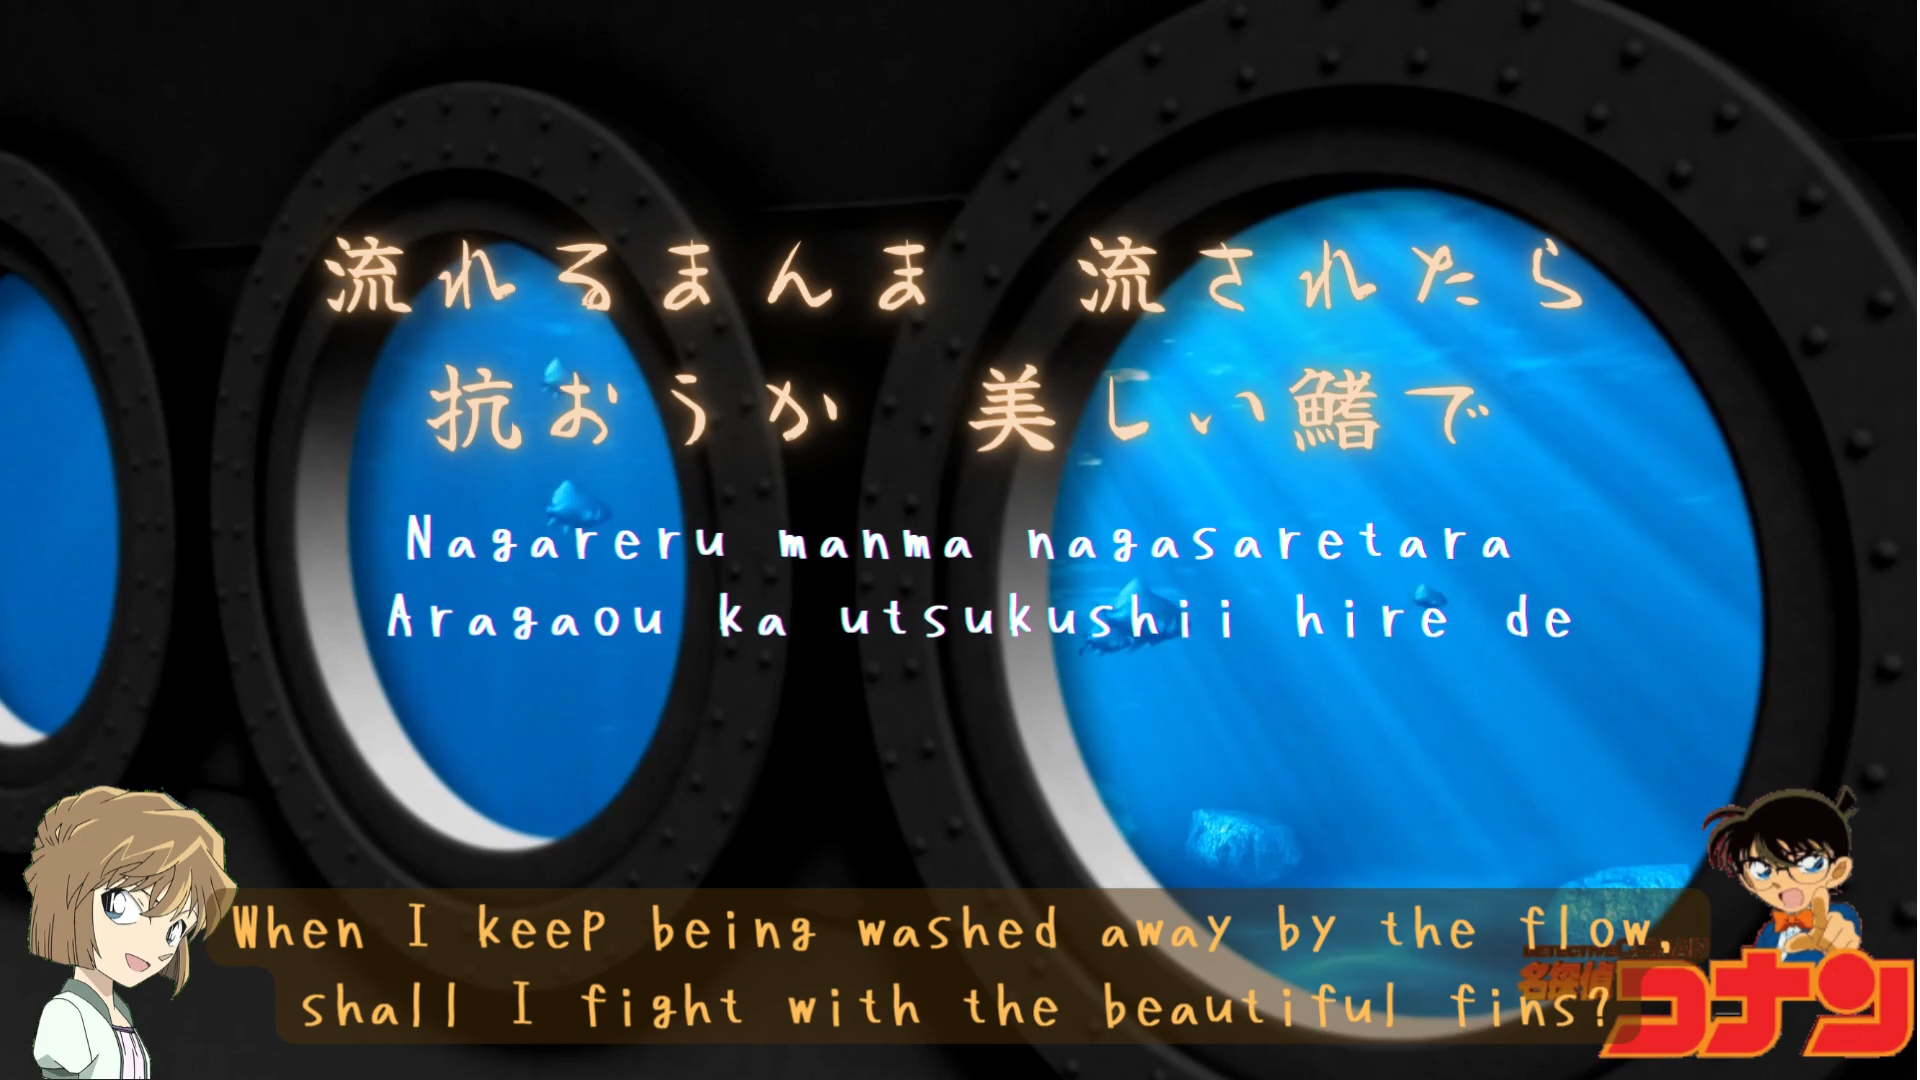 流れるまんま　流されたら
抗おうか　美しい鰭で
Nagareru manma nagasaretara
Aragaou ka utsukushii hire de
When I keep being washed away by the flow,
shall I fight with the beautiful fins?
DETECTIVE CONAN
名探偵
コナン